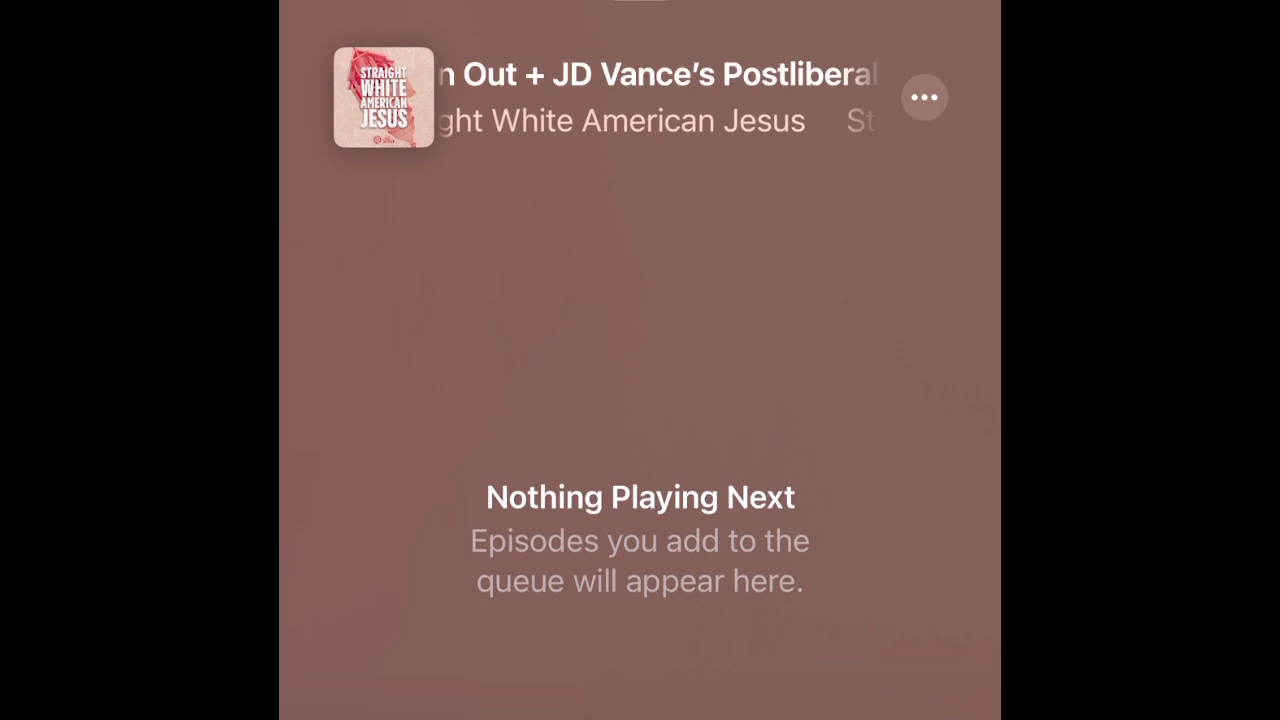 STRAIGHT
WHITE
AMERICAN
JESUS
n Out + JD Vance’s Postliberal
ght White American Jesus St
Nothing Playing Next
Episodes you add to the
queue will appear here.